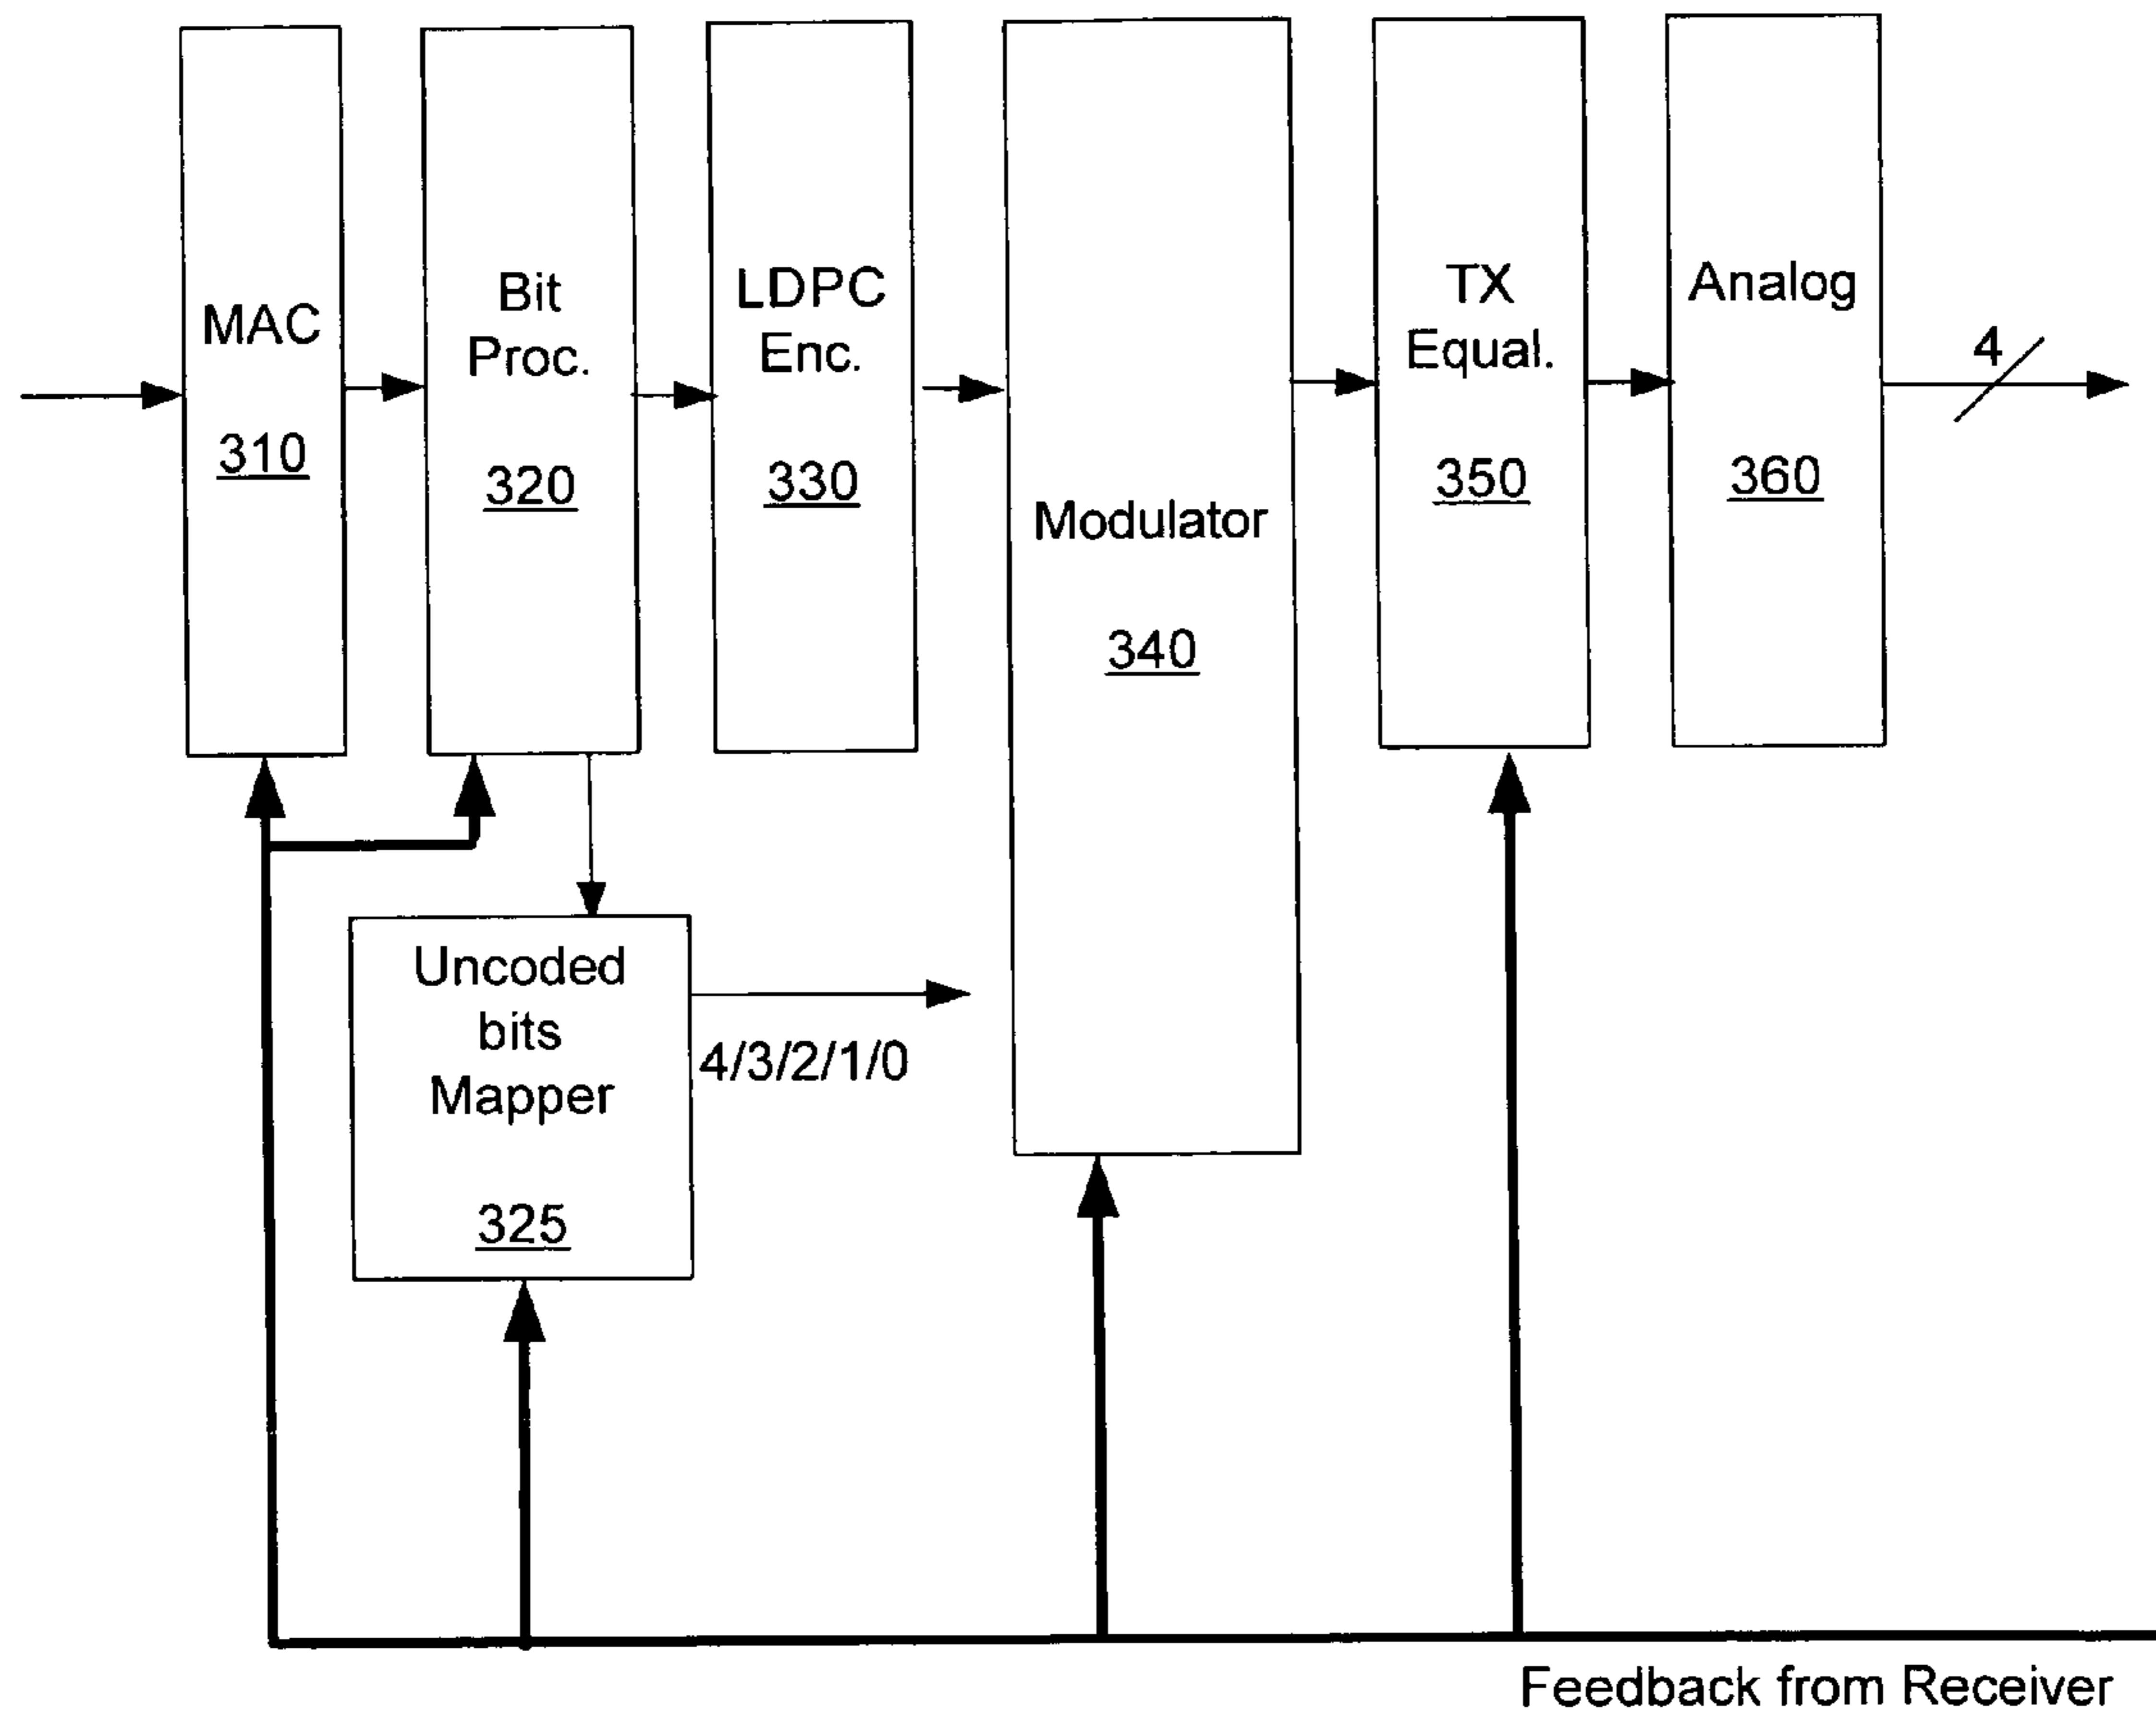 MAC
310
Bit
Proc.
320
LDPC
Enc.
330
Modulator
340
TX
Equal.
350
Analog
360
4
Uncoded
bits
Mapper
325
4/3/2/1/0
Feedback from Receiver